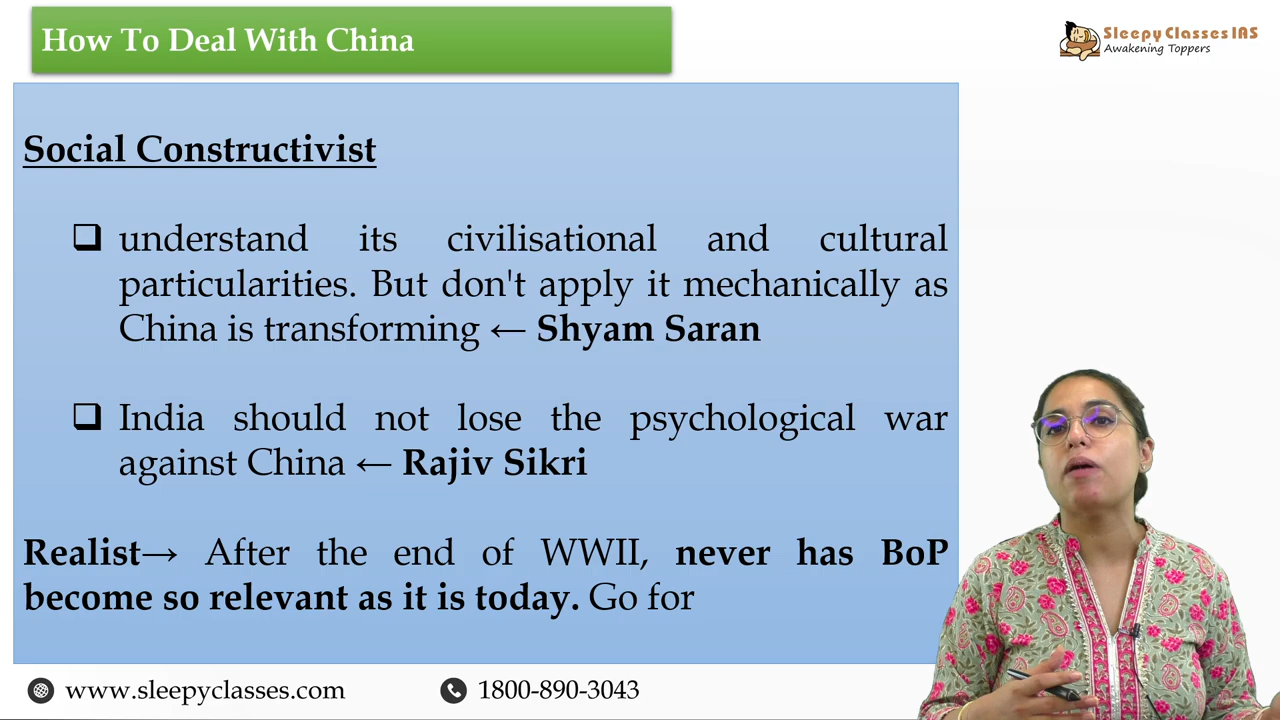 How To Deal With China
Sleepy Classes IAS
Awakening Toppers
Social Constructivist
understand its civilisational and cultural
particularities. But don't apply it mechanically as
China is transforming ← Shyam Saran
India should not lose the psychological war
against China ← Rajiv Sikri
Realist→ After the end of WWII, never has BoP
become so relevant as it is today. Go for
www.sleepyclasses.com
1800-890-3043